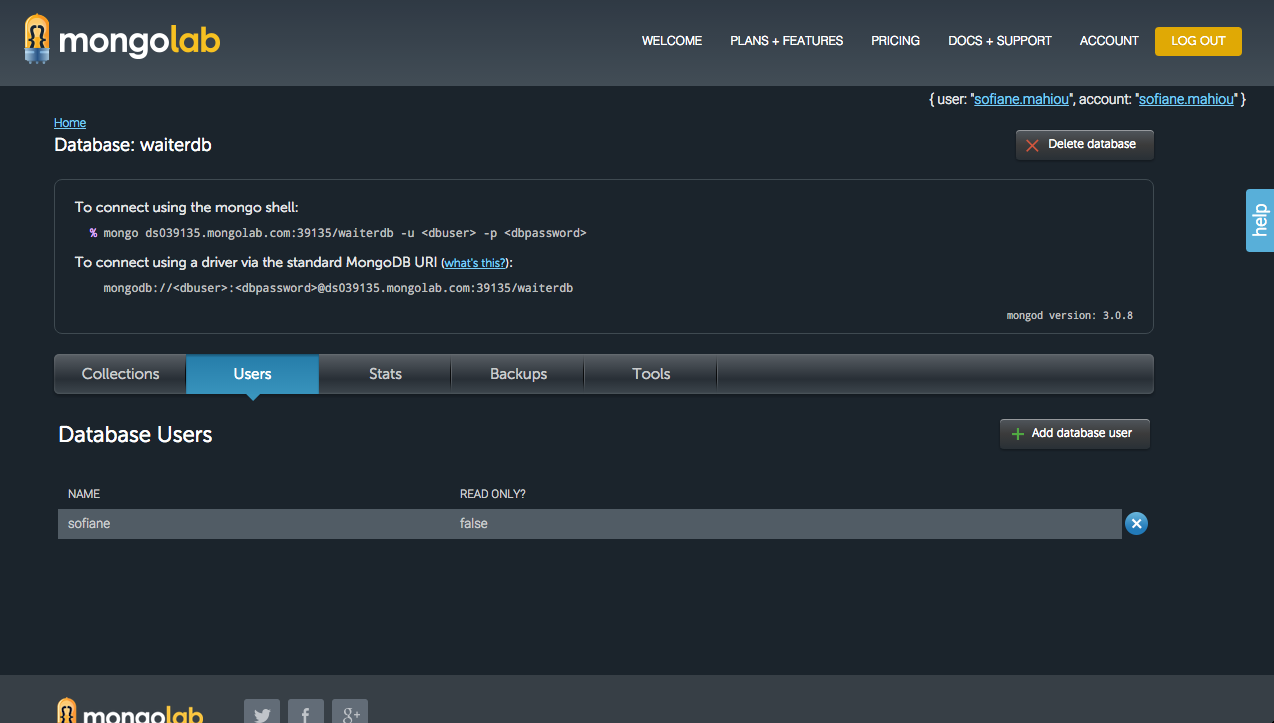 mongolab
WELCOME PLANS + FEATURES PRICING DOCS + SUPPORT ACCOUNT LOG OUT
{ user: "sofiane.mahiou", account: "sofiane.mahiou" }
Home
Database: waiterdb
Delete database
To connect using the mongo shell:
% mongo ds039135.mongolab.com:39135/waiterdb -u <dbuser> -p <dbpassword>
To connect using a driver via the standard MongoDB URI (what's this?):
mongodb://<dbuser>:<dbpassword>@ds039135.mongolab.com:39135/waiterdb
mongod version: 3.0.8
help
Collections Users Stats Backups Tools
Database Users
Add database user
NAME READ ONLY?
sofiane false
mongolab